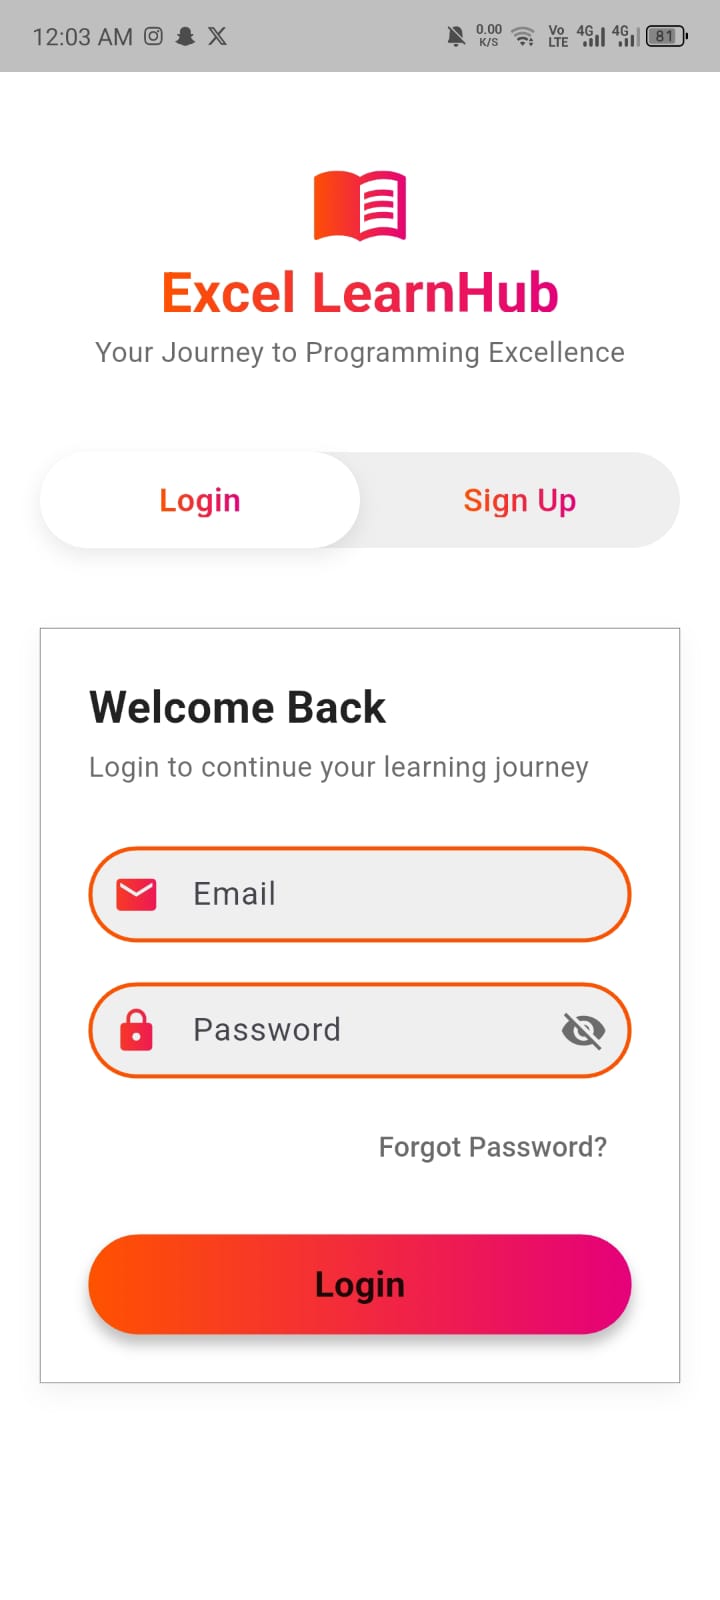 12:03 AM 0.00 K/S Vo LTE 4G 4G 81
Excel LearnHub
Your Journey to Programming Excellence
Login Sign Up
Welcome Back
Login to continue your learning journey
Email
Password
Forgot Password?
Login